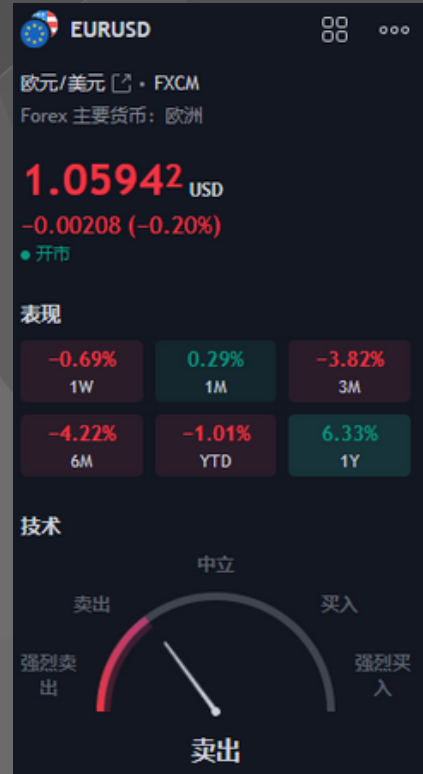 EURUSD
欧元/美元 · FXCM
Forex 主要货币：欧洲
1.05942 USD
−0.00208 (−0.20%)
开市
表现
−0.69% 0.29% −3.82%
1W 1M 3M
−4.22% −1.01% 6.33%
6M YTD 1Y
技术
中立
卖出 买入
强烈卖出 强烈买入
卖出